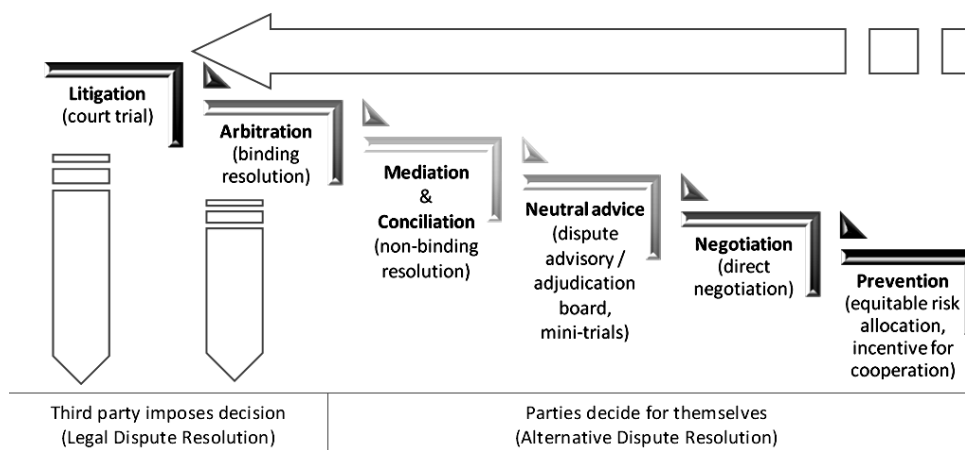 Litigation
(court trial)
Arbitration
(binding
resolution)
Mediation
&
Conciliation
(non-binding
resolution)
Neutral advice
(dispute
advisory /
adjudication
board,
mini-trials)
Negotiation
(direct
negotiation)
Prevention
(equitable risk
allocation,
incentive for
cooperation)
Third party imposes decision
(Legal Dispute Resolution)
Parties decide for themselves
(Alternative Dispute Resolution)